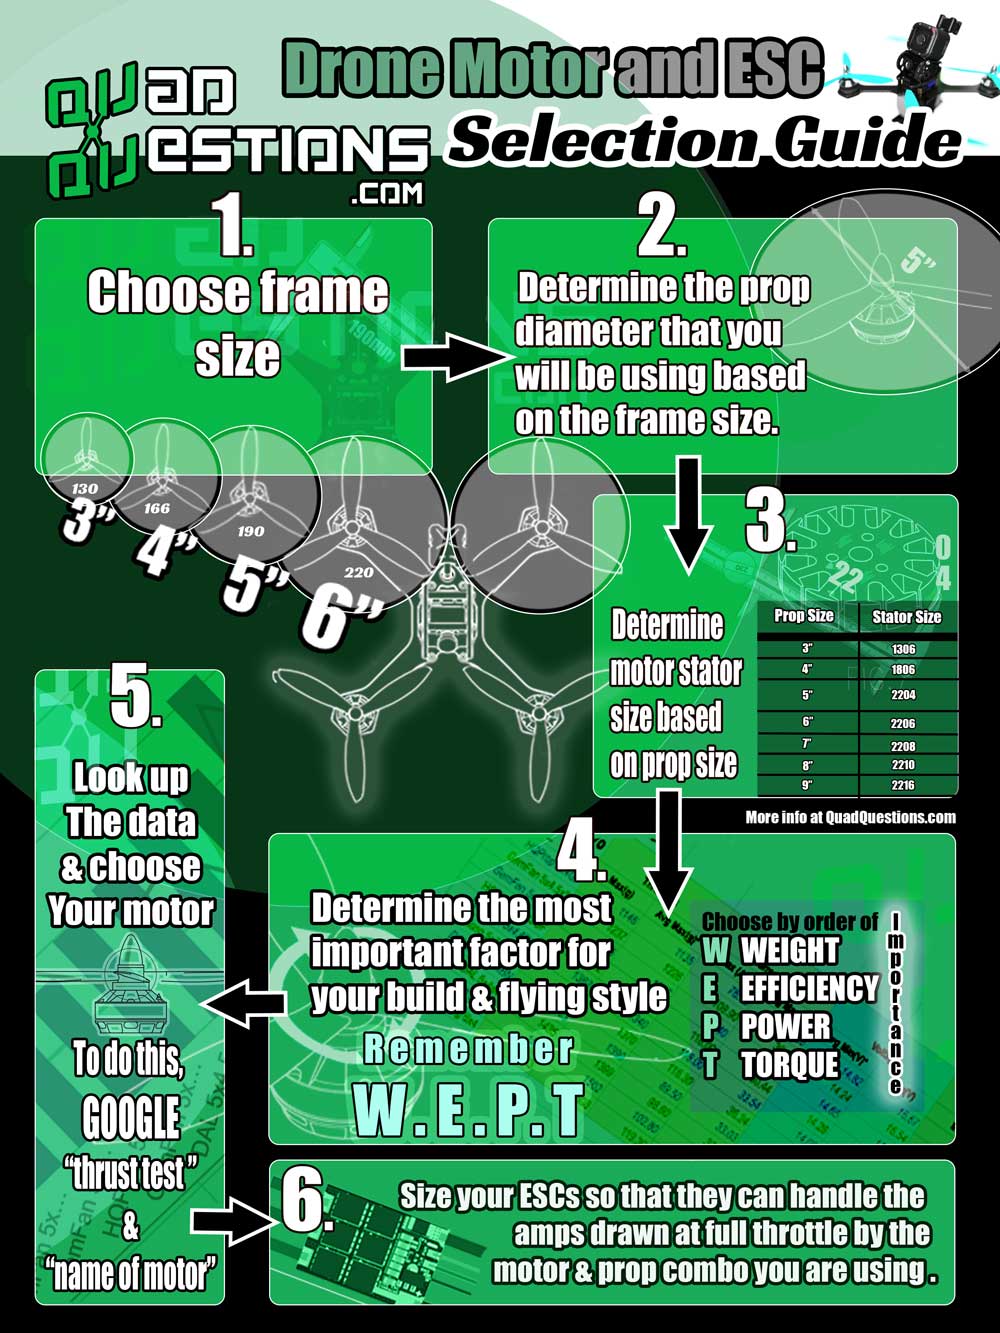 QUAD
QUESTIONS
.COM
Drone Motor and ESC
Selection Guide
1.
Choose frame
size
190mm
2.
Determine the prop
diameter that you
will be using based
on the frame size.
5”
130
166
190
220
3”
4”
5”
6”
3.
22
04
Determine
motor stator
size based
on prop size
Prop Size Stator Size
3” 1306
4” 1806
5” 2204
6” 2206
7” 2208
8” 2210
9” 2216
More info at QuadQuestions.com
4.
Determine the most
important factor for
your build & flying style
Remember
W.E.P.T
Choose by order of
Importance
W WEIGHT
E EFFICIENCY
P POWER
T TORQUE
5.
Look up
The data
& choose
Your motor
To do this,
GOOGLE
“thrust test”
&
“name of motor”
6.
Size your ESCs so that they can handle the
amps drawn at full throttle by the
motor & prop combo you are using.